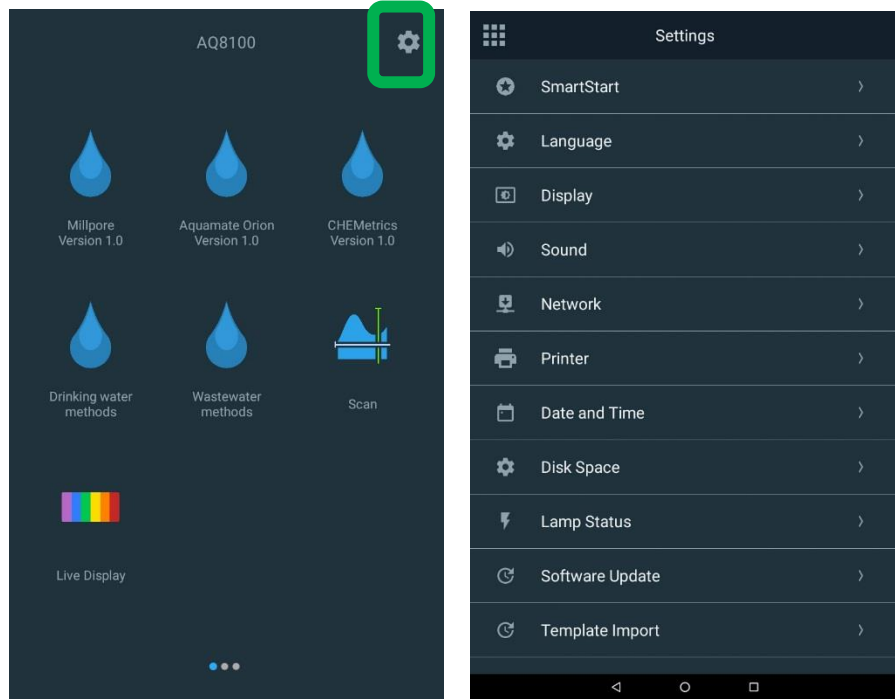 AQ8100
Millpore
Version 1.0
Aquamate Orion
Version 1.0
CHEMetrics
Version 1.0
Drinking water
methods
Wastewater
methods
Scan
Live Display
Settings
SmartStart
Language
Display
Sound
Network
Printer
Date and Time
Disk Space
Lamp Status
Software Update
Template Import